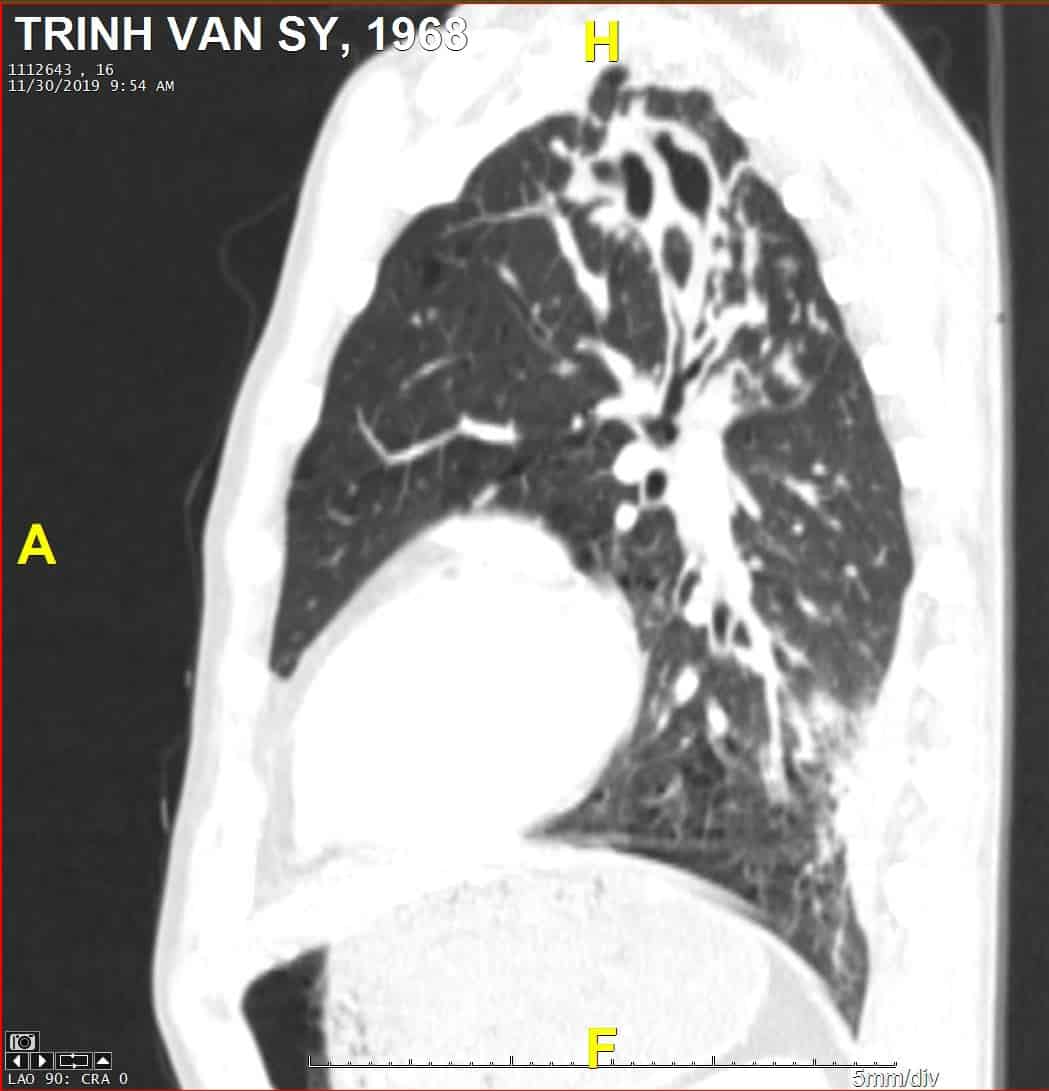 TRINH VAN SY, 1968
H
1112643 , 16
11/30/2019 9:54 AM
A
F
5mm/div
LAO 90: CRA 0